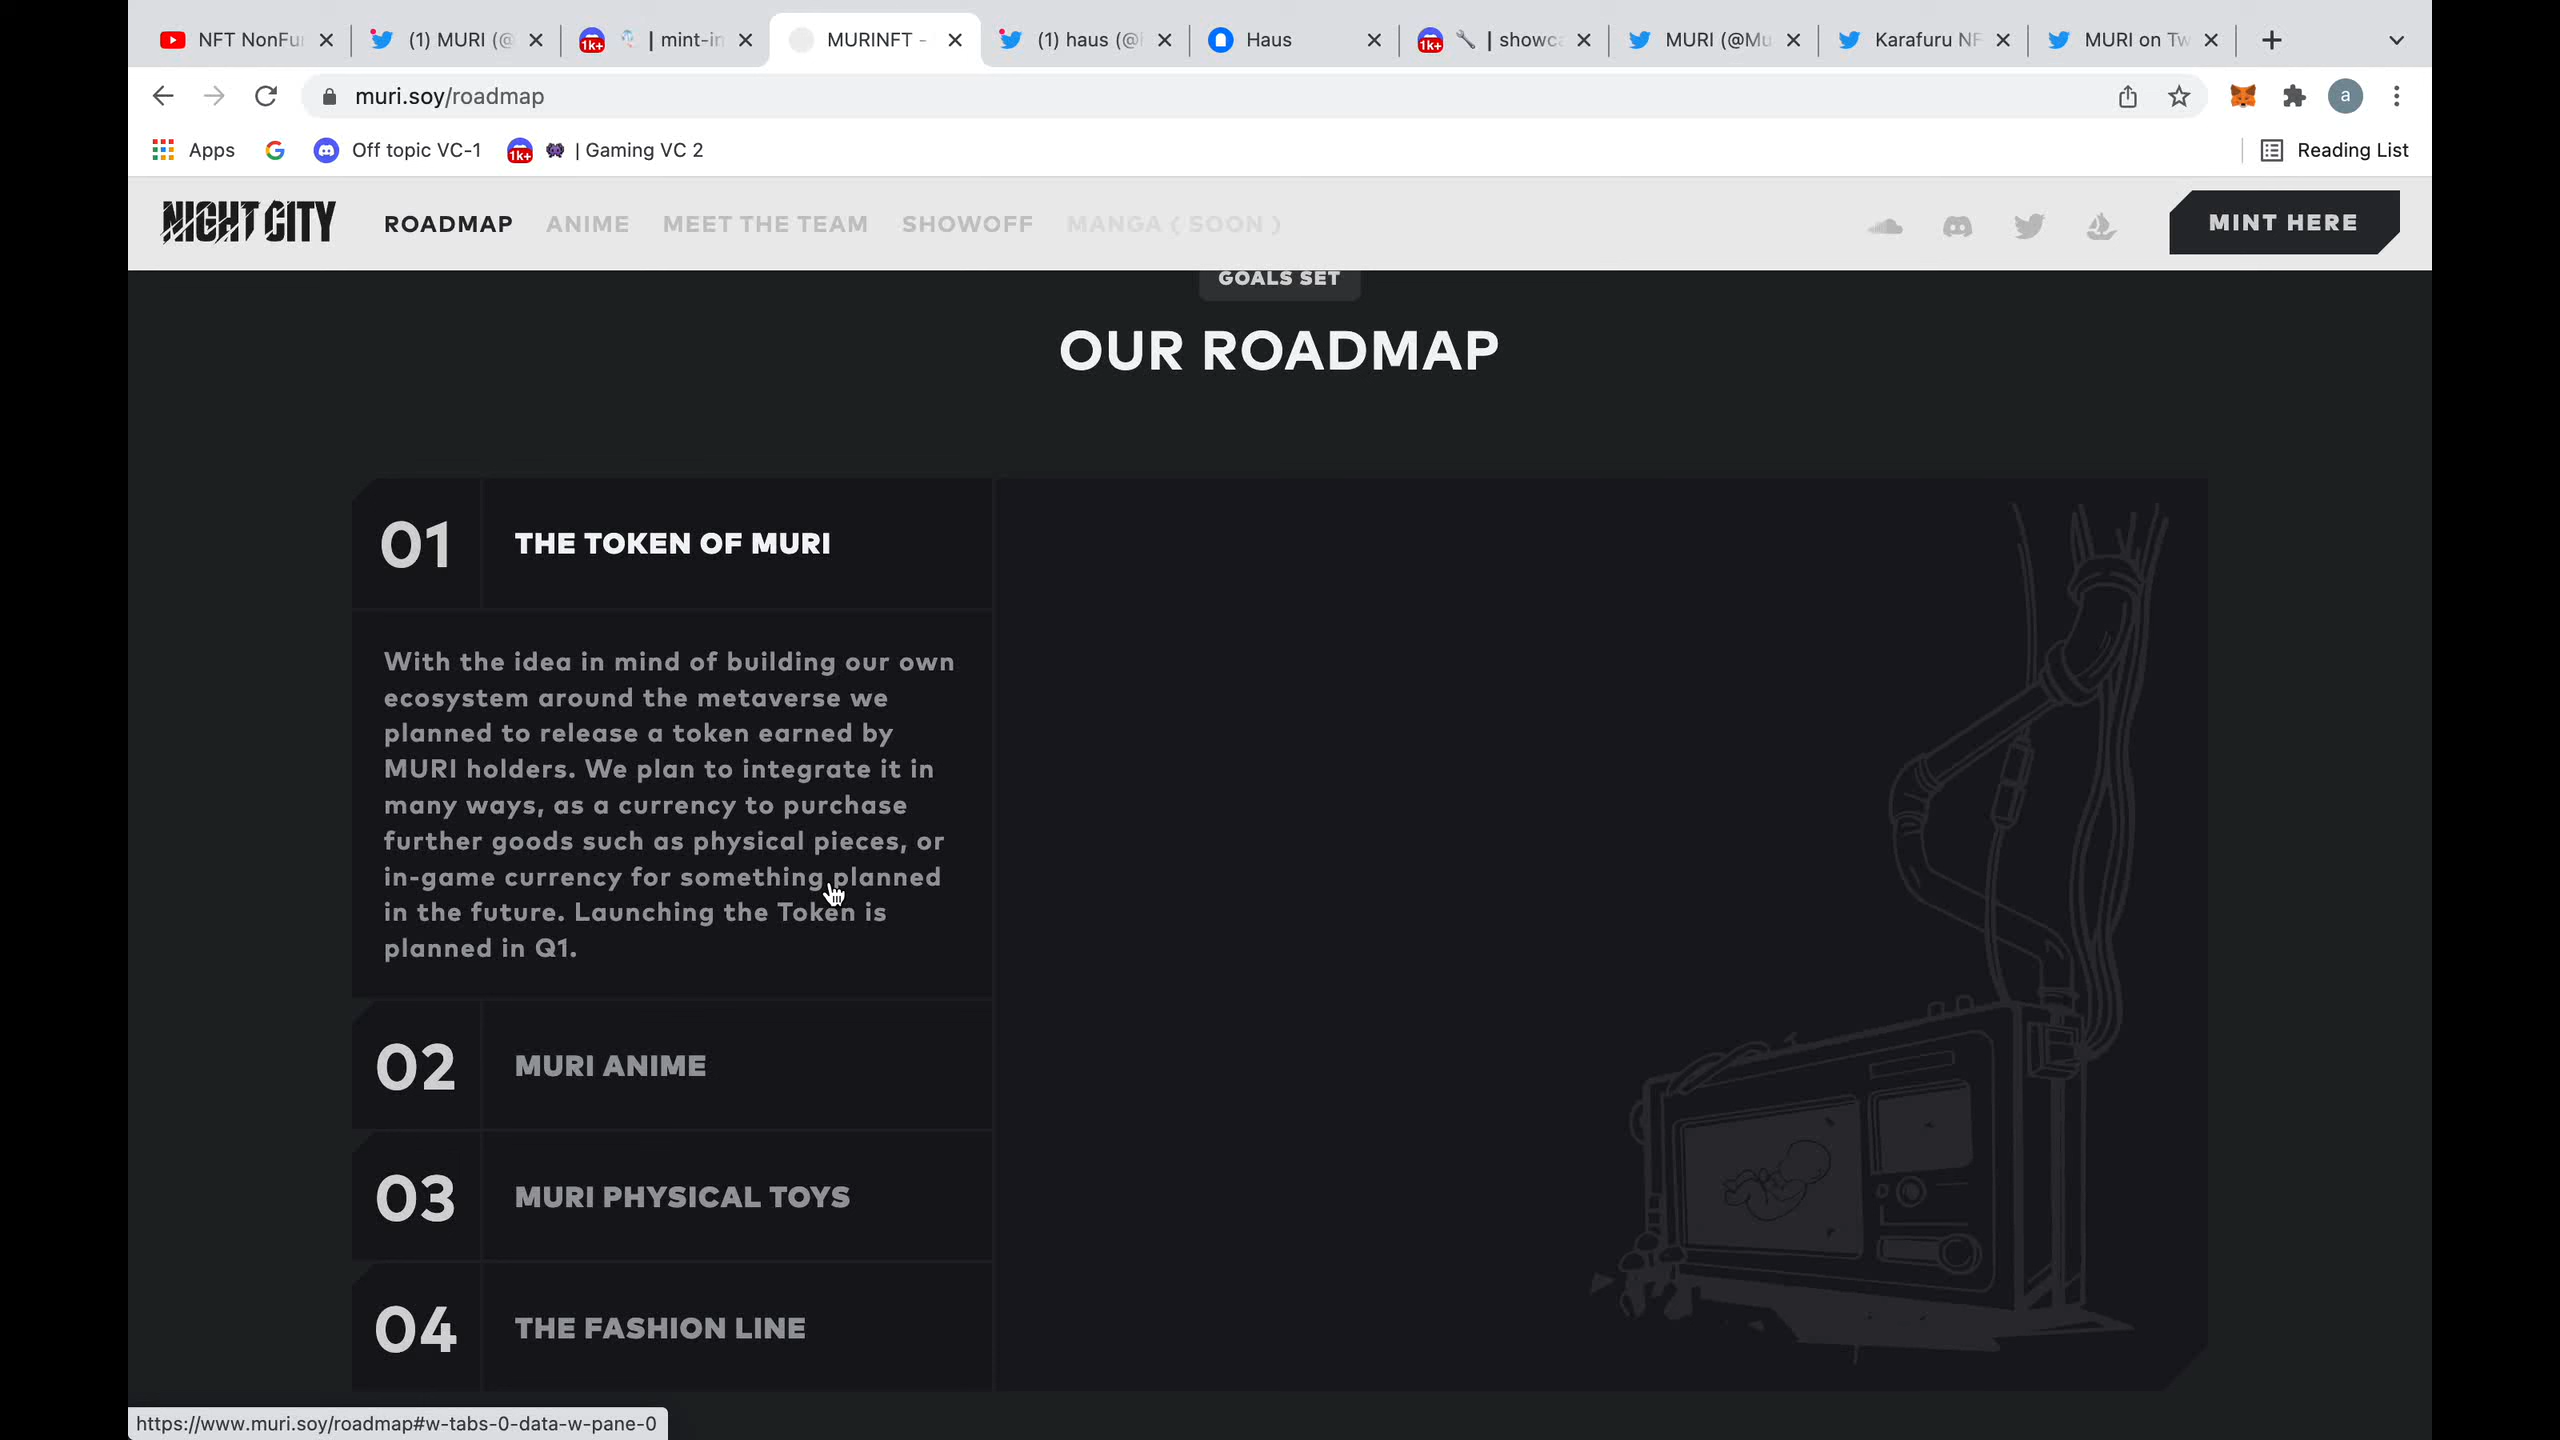 NFT NonFu
(1) MURI (@
1k+ | mint-in
MURINFT -
(1) haus (@
Haus
1k+ | showc
MURI (@Mu
Karafuru NF
MURI on Tw
muri.soy/roadmap
a
Apps
Off topic VC-1
1k+ | Gaming VC 2
Reading List
NIGHT CITY
ROADMAP
ANIME
MEET THE TEAM
SHOWOFF
MANGA ( SOON )
MINT HERE
GOALS SET
OUR ROADMAP
01 THE TOKEN OF MURI
With the idea in mind of building our own
ecosystem around the metaverse we
planned to release a token earned by
MURI holders. We plan to integrate it in
many ways, as a currency to purchase
further goods such as physical pieces, or
in-game currency for something planned
in the future. Launching the Token is
planned in Q1.
02 MURI ANIME
03 MURI PHYSICAL TOYS
04 THE FASHION LINE
https://www.muri.soy/roadmap#w-tabs-0-data-w-pane-0